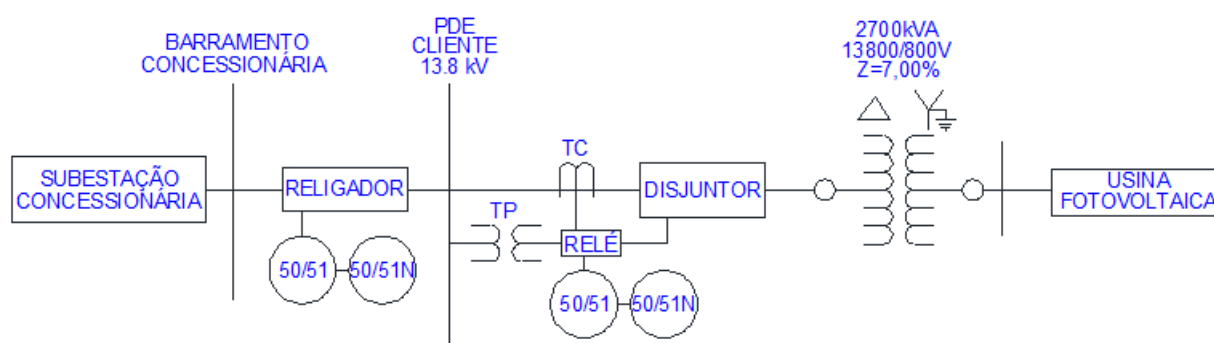 BARRAMENTO
CONCESSIONÁRIA
PDE
CLIENTE
13.8 kV
2700kVA
13800/800V
Z=7,00%
SUBESTAÇÃO
CONCESSIONÁRIA
RELIGADOR
TC
DISJUNTOR
USINA
FOTOVOLTAICA
TP
RELÉ
50/51
50/51N
50/51
50/51N